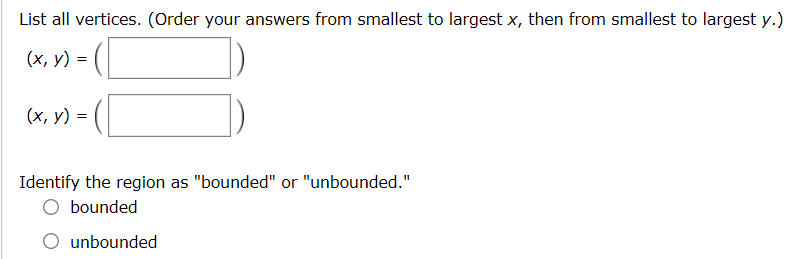 List all vertices. (Order your answers from smallest to largest x, then from smallest to largest y.)
(x, y) = ( )
(x, y) = ( )
Identify the region as "bounded" or "unbounded."
bounded
unbounded